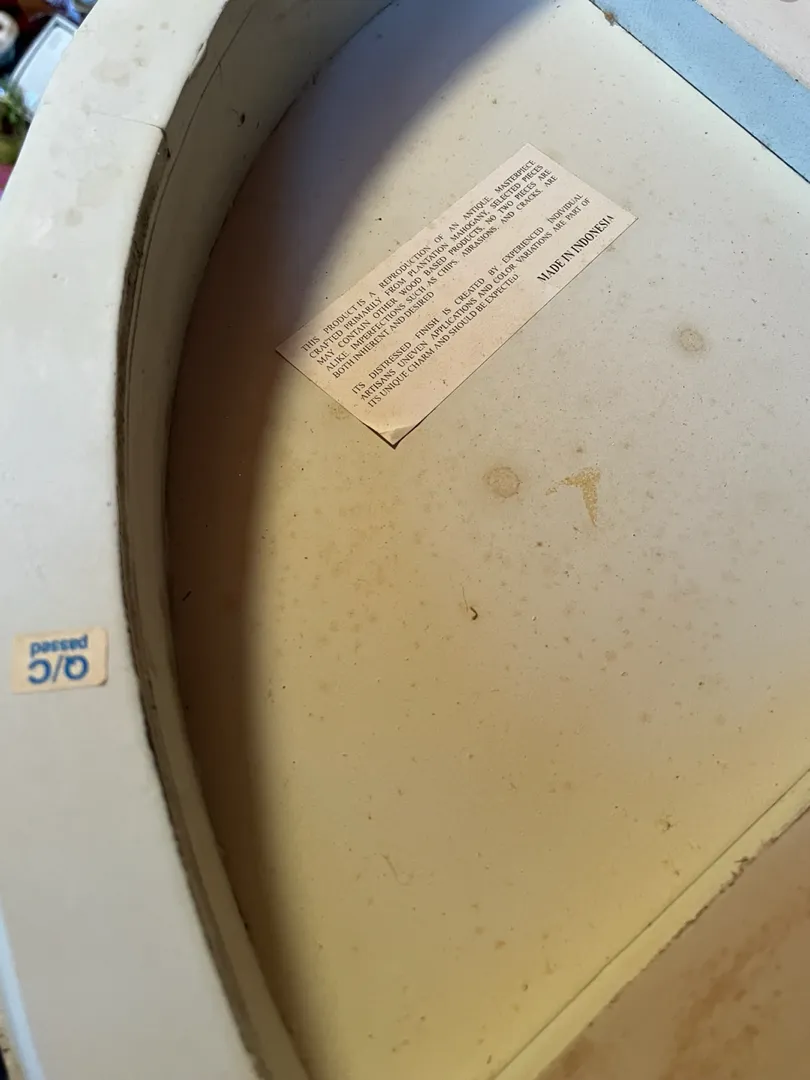 THIS PRODUCT IS A REPRODUCTION OF AN ANTIQUE MASTERPIECE
CRAFTED PRIMARILY FROM PLANTATION MAHOGANY, SELECTED PIECES
MAY CONTAIN OTHER WOOD BASED PRODUCTS, NO TWO PIECES ARE
ALIKE. IMPERFECTIONS SUCH AS CHIPS, ABRASIONS, AND CRACKS, ARE
BOTH INHERENT AND DESIRED
ITS DISTRESSED FINISH IS CREATED BY EXPERIENCED INDIVIDUAL
ARTISANS UNEVEN APPLICATIONS AND COLOR VARIATIONS ARE PART OF
ITS UNIQUE CHARM AND SHOULD BE EXPECTED
MADE IN INDONESIA
Q/C
passed